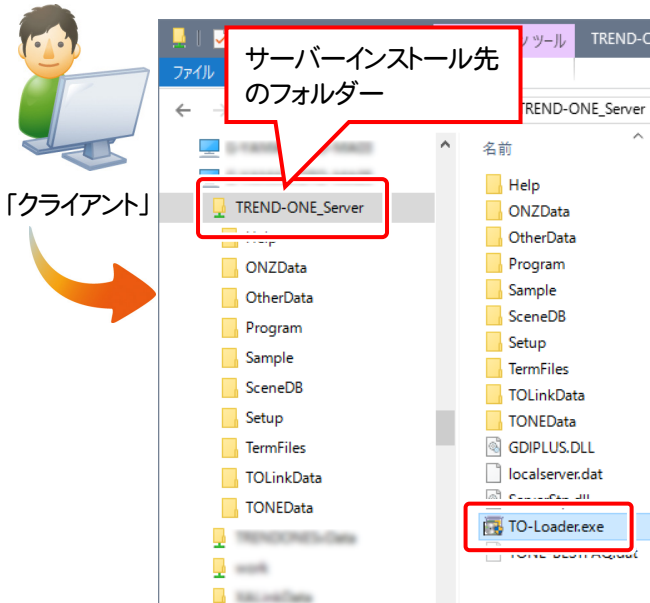 サーバーインストール先
のフォルダー
ツール
TREND-O
ファイル
TREND-ONE_Server
「クライアント」
TREND-ONE_Server
Help
ONZData
OtherData
Program
Sample
SceneDB
Setup
TermFiles
TOLinkData
TONEData
名前
Help
ONZData
OtherData
Program
Sample
SceneDB
Setup
TermFiles
TOLinkData
TONEData
GDIPLUS.DLL
localserver.dat
TO-Loader.exe